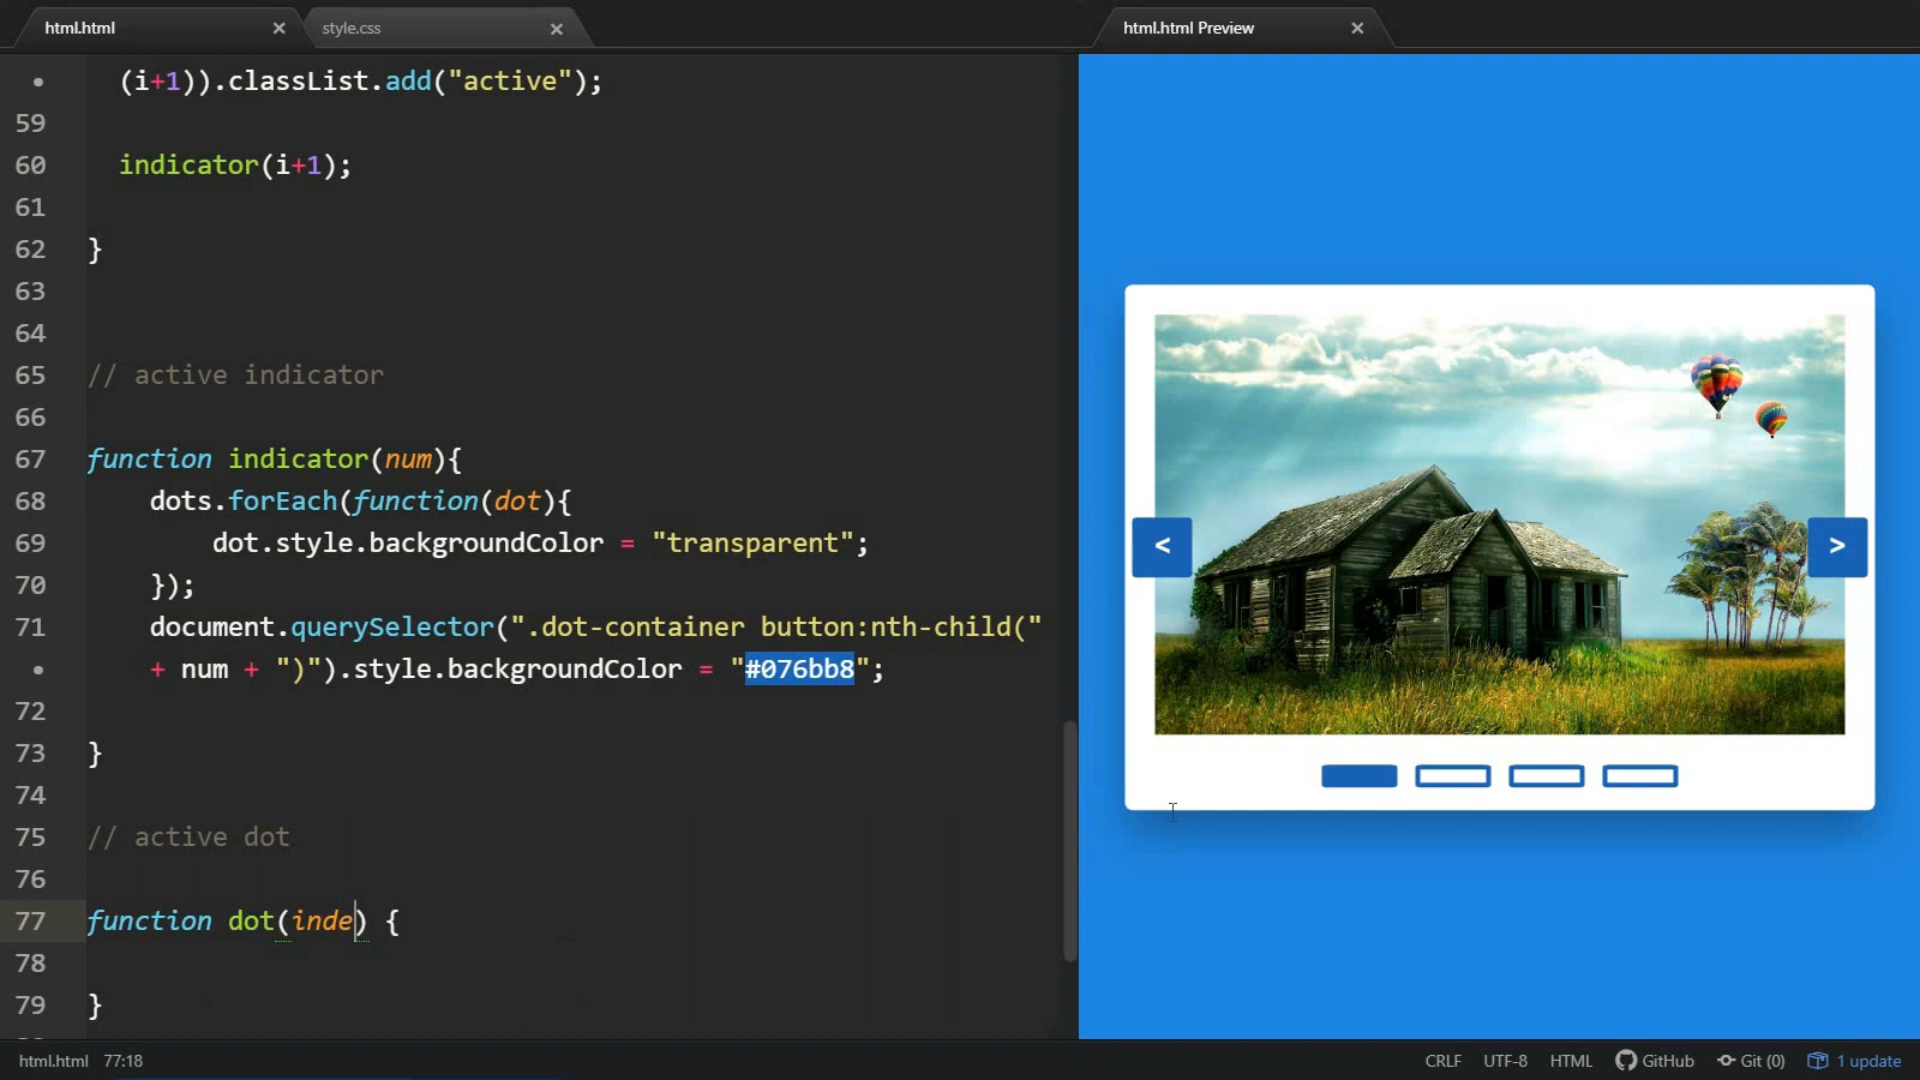 html.html
style.css
html.html Preview
(i+1)).classList.add("active");
59
60 indicator(i+1);
61
62 }
63
64
65 // active indicator
66
67 function indicator(num){
68 dots.forEach(function(dot){
69 dot.style.backgroundColor = "transparent";
70 });
71 document.querySelector(".dot-container button:nth-child("
+ num + ")").style.backgroundColor = "#076bb8";
72
73 }
74
75 // active dot
76
77 function dot(inde) {
78
79 }
< >
html.html 77:18
CRLF UTF-8 HTML GitHub Git (0) 1 update